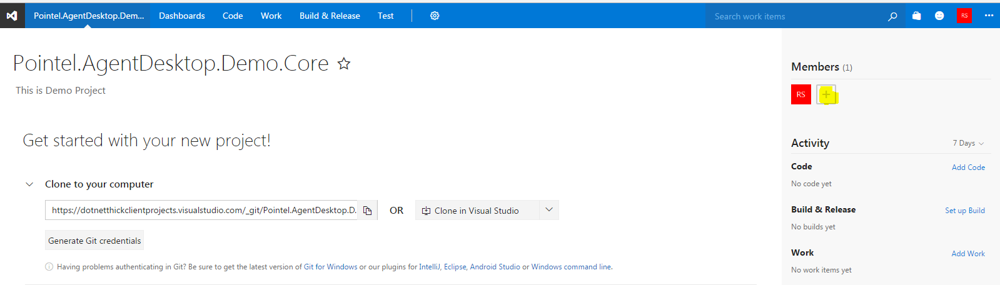 Pointel.AgentDesktop.Dem... Dashboards Code Work Build & Release Test Search work items RS ...
Pointel.AgentDesktop.Demo.Core
This is Demo Project
Get started with your new project!
Clone to your computer
https://dotnetthickclientprojects.visualstudio.com/_git/Pointel.AgentDesktop.D. OR Clone in Visual Studio
Generate Git credentials
Having problems authenticating in Git? Be sure to get the latest version of Git for Windows or our plugins for IntelliJ, Eclipse, Android Studio or Windows command line.
Members (1)
RS +
Activity 7 Days
Code Add Code
No code yet
Build & Release Set up Build
No builds yet
Work Add Work
No work items yet